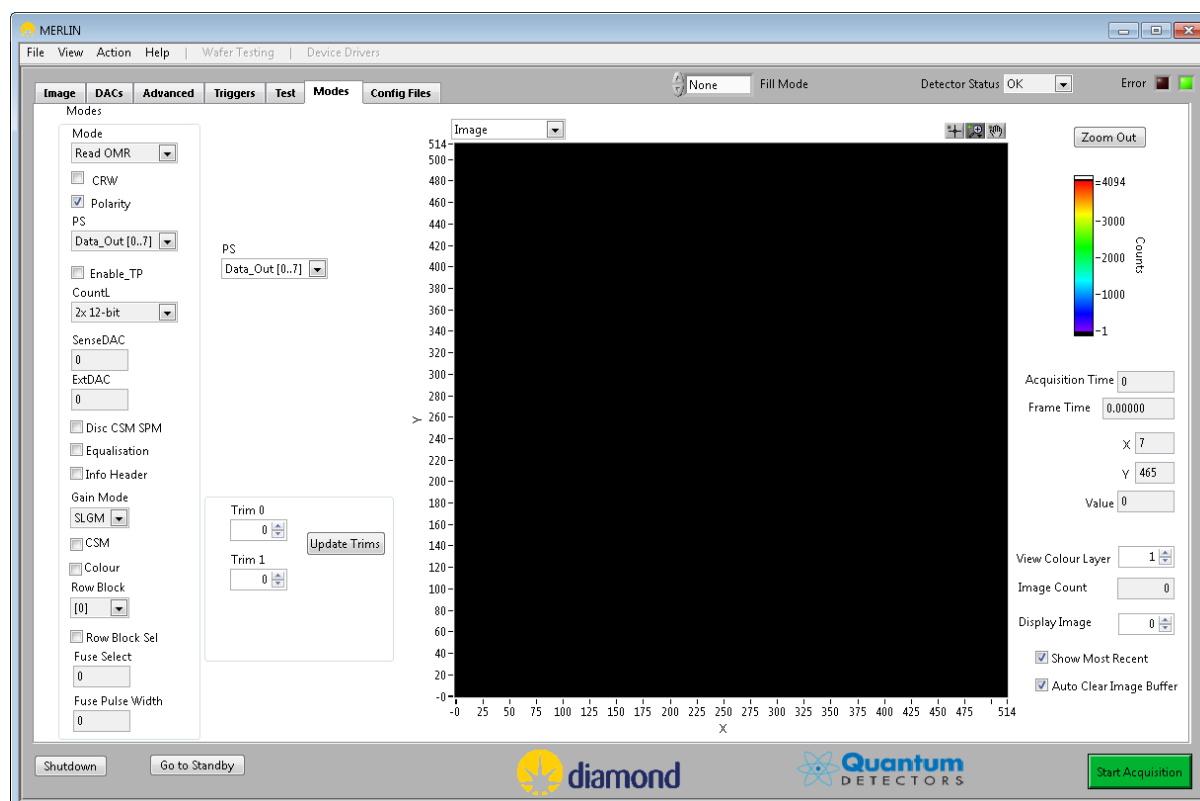 MERLIN
File View Action Help | Wafer Testing | Device Drivers
Image DACs Advanced Triggers Test Modes Config Files
None Fill Mode
Detector Status OK
Error
Modes
Mode
Read OMR
CRW
Polarity
PS
Data_Out [0..7]
Enable_TP
CountL
2x 12-bit
SenseDAC
0
ExtDAC
0
Disc CSM SPM
Equalisation
Info Header
Gain Mode
SLGM
CSM
Colour
Row Block
[0]
Row Block Sel
Fuse Select
0
Fuse Pulse Width
0
PS
Data_Out [0..7]
Trim 0
0
Update Trims
Trim 1
0
Image
514
500
480
460
440
420
400
380
360
340
320
300
280
260
240
220
200
180
160
140
120
100
80
60
40
20
-0
Y
-0 25 50 75 100 125 150 175 200 225 250 275 300 325 350 375 400 425 450 475 514
X
Zoom Out
4094
3000
2000
1000
1
Counts
Acquisition Time 0
Frame Time 0.00000
X 7
Y 465
Value 0
View Colour Layer 1
Image Count 0
Display Image 0
Show Most Recent
Auto Clear Image Buffer
Shutdown Go to Standby
diamond
Quantum
DETECTORS
Start Acquisition